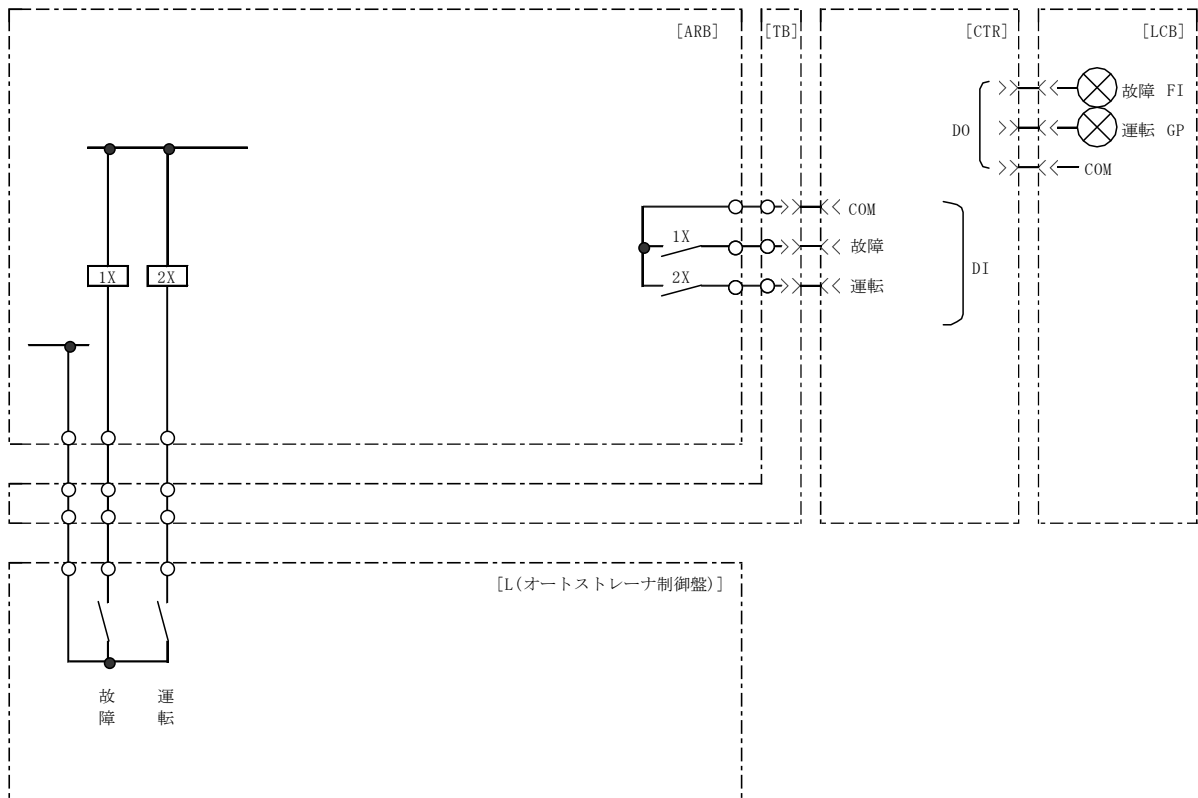 [ARB]
[TB]
[CTR]
[LCB]
故障 FI
DO
運転 GP
COM
COM
1X
故障
DI
2X
運転
1X
2X
[L(オートストレーナ制御盤)]
故障
運転